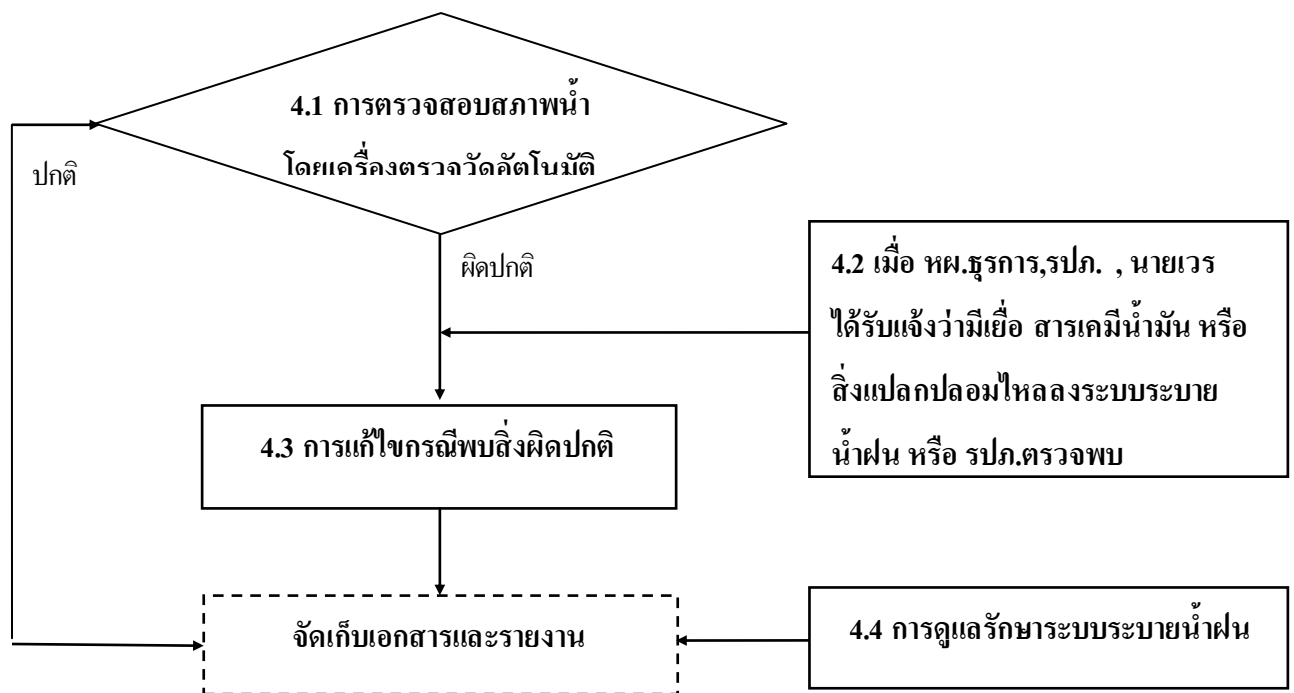 4.1 การตรวจสอบสภาพน้ำ
โดยเครื่องตรวจวัดอัตโนมัติ
ปกติ
ผิดปกติ
4.2 เมื่อ หผ.ธุรการ,รปภ. , นายเวร
ได้รับแจ้งว่ามีเยื่อ สารเคมีน้ำมัน หรือ
สิ่งแปลกปลอมไหลลงระบบระบาย
น้ำฝน หรือ รปภ.ตรวจพบ
4.3 การแก้ไขกรณีพบสิ่งผิดปกติ
จัดเก็บเอกสารและรายงาน
4.4 การดูแลรักษาระบบระบายน้ำฝน